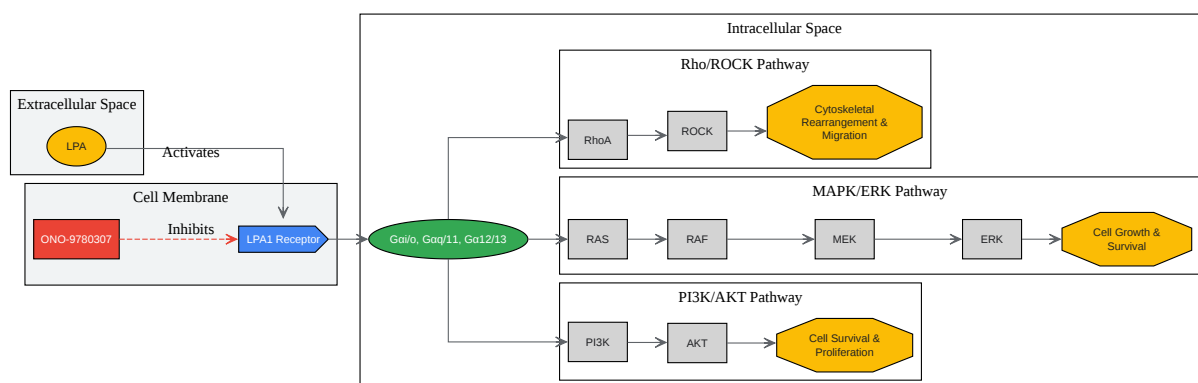 Intracellular Space
Rho/ROCK Pathway
Extracellular Space
LPA
Activates
RhoA
ROCK
Cytoskeletal
Rearrangement &
Migration
Cell Membrane
ONO-9780307
Inhibits
LPA1 Receptor
Gαi/o, Gαq/11, Gα12/13
MAPK/ERK Pathway
RAS
RAF
MEK
ERK
Cell Growth &
Survival
PI3K/AKT Pathway
PI3K
AKT
Cell Survival &
Proliferation